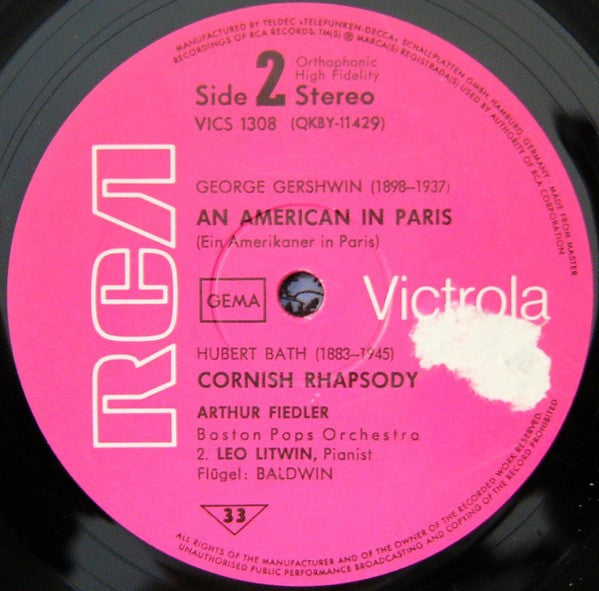 MANUFACTURED BY TELDEC »TELEFUNKEN-DECCA« SCHALLPLATTEN GMBH, HAMBURG, GERMANY MADE FROM MASTER
RECORDINGS OF RCA RECORDS. TM(S) ® MARCA(S) REGISTRADA(S) USED BY AUTHORITY OF RCA CORPORATION
Side 2 Orthophonic
High Fidelity
Stereo
VICS 1308 (QKBY-11429)
RCA
GEORGE GERSHWIN (1898–1937)
AN AMERICAN IN PARIS
(Ein Amerikaner in Paris)
GEMA
Victrola
HUBERT BATH (1883–1945)
CORNISH RHAPSODY
ARTHUR FIEDLER
Boston Pops Orchestra
2. LEO LITWIN, Pianist
Flügel: BALDWIN
33
ALL RIGHTS OF THE MANUFACTURER AND OF THE OWNER OF THE RECORDED WORK RESERVED.
UNAUTHORISED PUBLIC PERFORMANCE BROADCASTING AND COPYING OF THE RECORD PROHIBITED